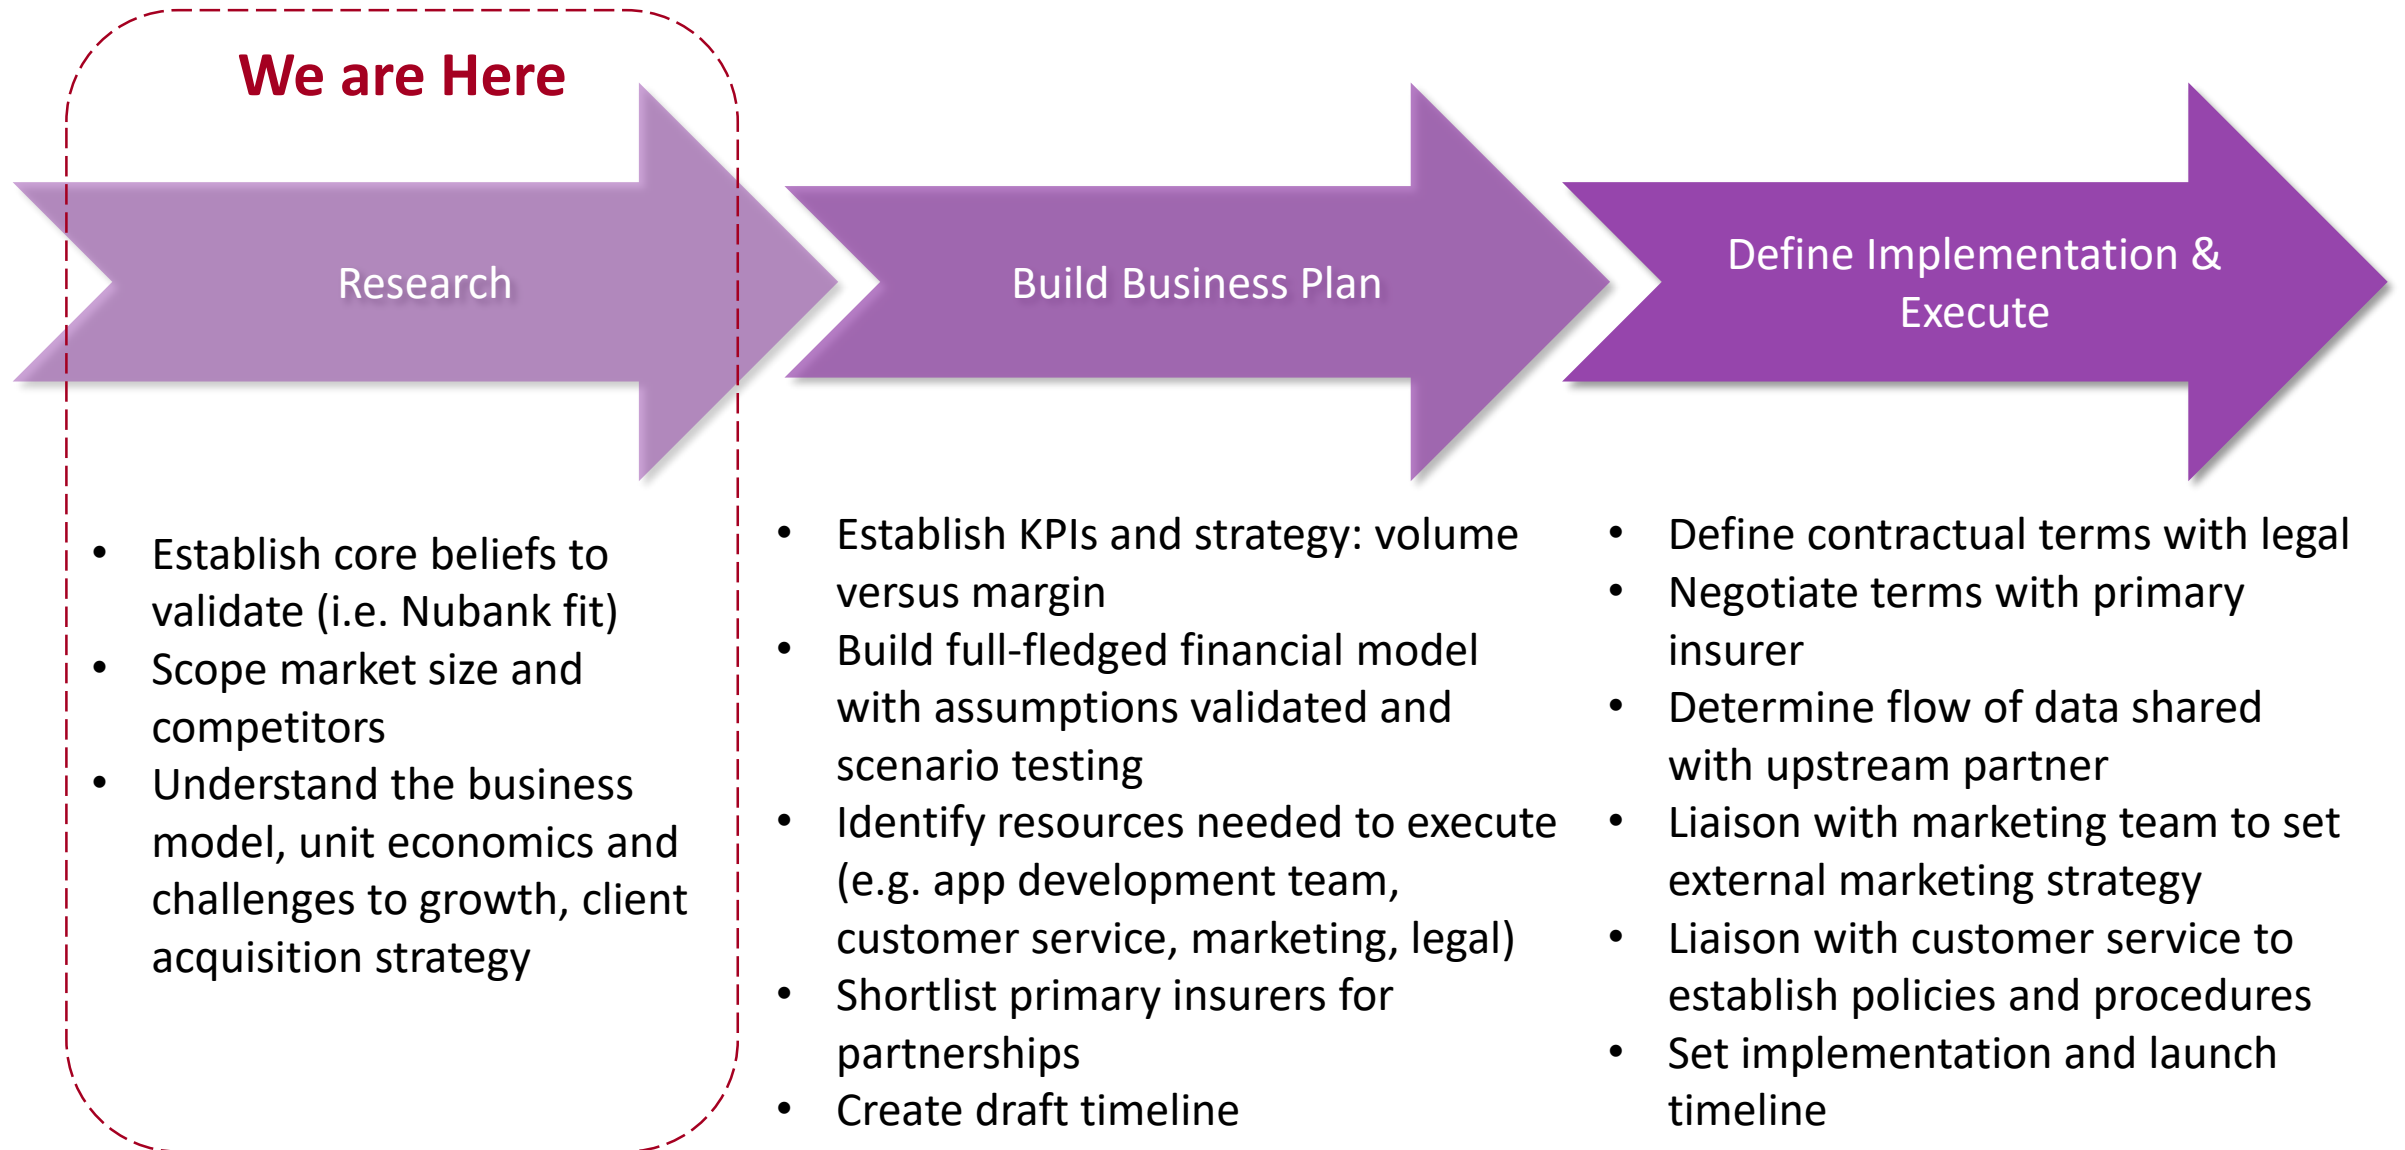 We are Here
Research
Build Business Plan
Define Implementation &
Execute
• Establish core beliefs to
validate (i.e. Nubank fit)
• Scope market size and
competitors
• Understand the business
model, unit economics and
challenges to growth, client
acquisition strategy
• Establish KPIs and strategy: volume
versus margin
• Build full-fledged financial model
with assumptions validated and
scenario testing
• Identify resources needed to execute
(e.g. app development team,
customer service, marketing, legal)
• Shortlist primary insurers for
partnerships
• Create draft timeline
• Define contractual terms with legal
• Negotiate terms with primary
insurer
• Determine flow of data shared
with upstream partner
• Liaison with marketing team to set
external marketing strategy
• Liaison with customer service to
establish policies and procedures
• Set implementation and launch
timeline